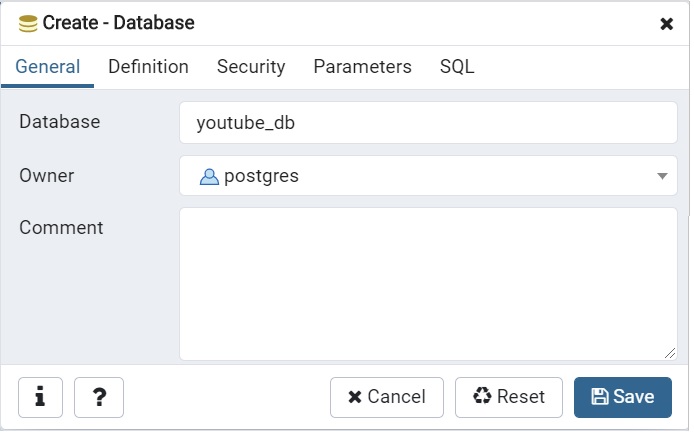 Create - Database
General Definition Security Parameters SQL
Database youtube_db
Owner postgres
Comment
i ? Cancel Reset Save